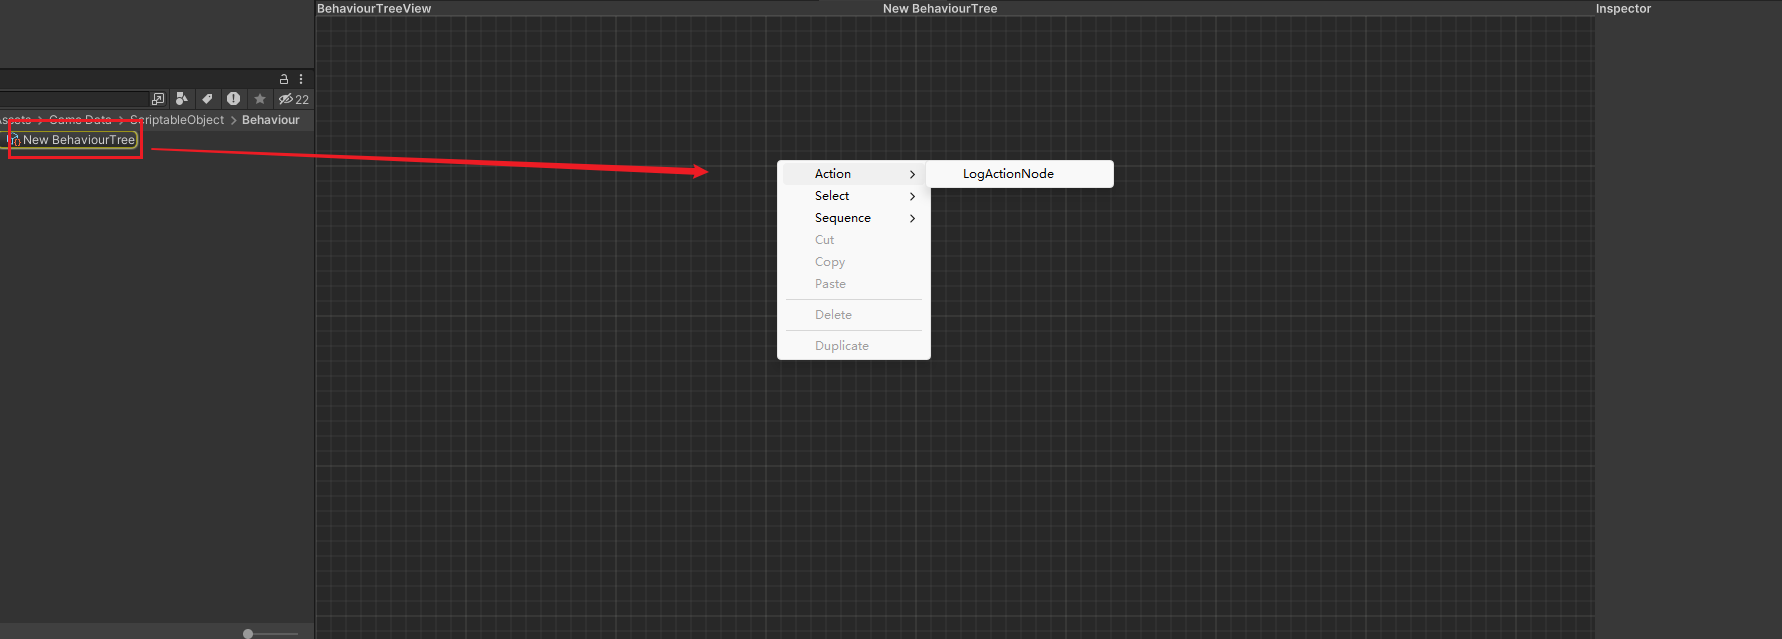 BehaviourTreeView
New BehaviourTree
Inspector
22
Assets > Game Data > ScriptableObject > Behaviour
New BehaviourTree
Action >
LogActionNode
Select >
Sequence >
Cut
Copy
Paste
Delete
Duplicate